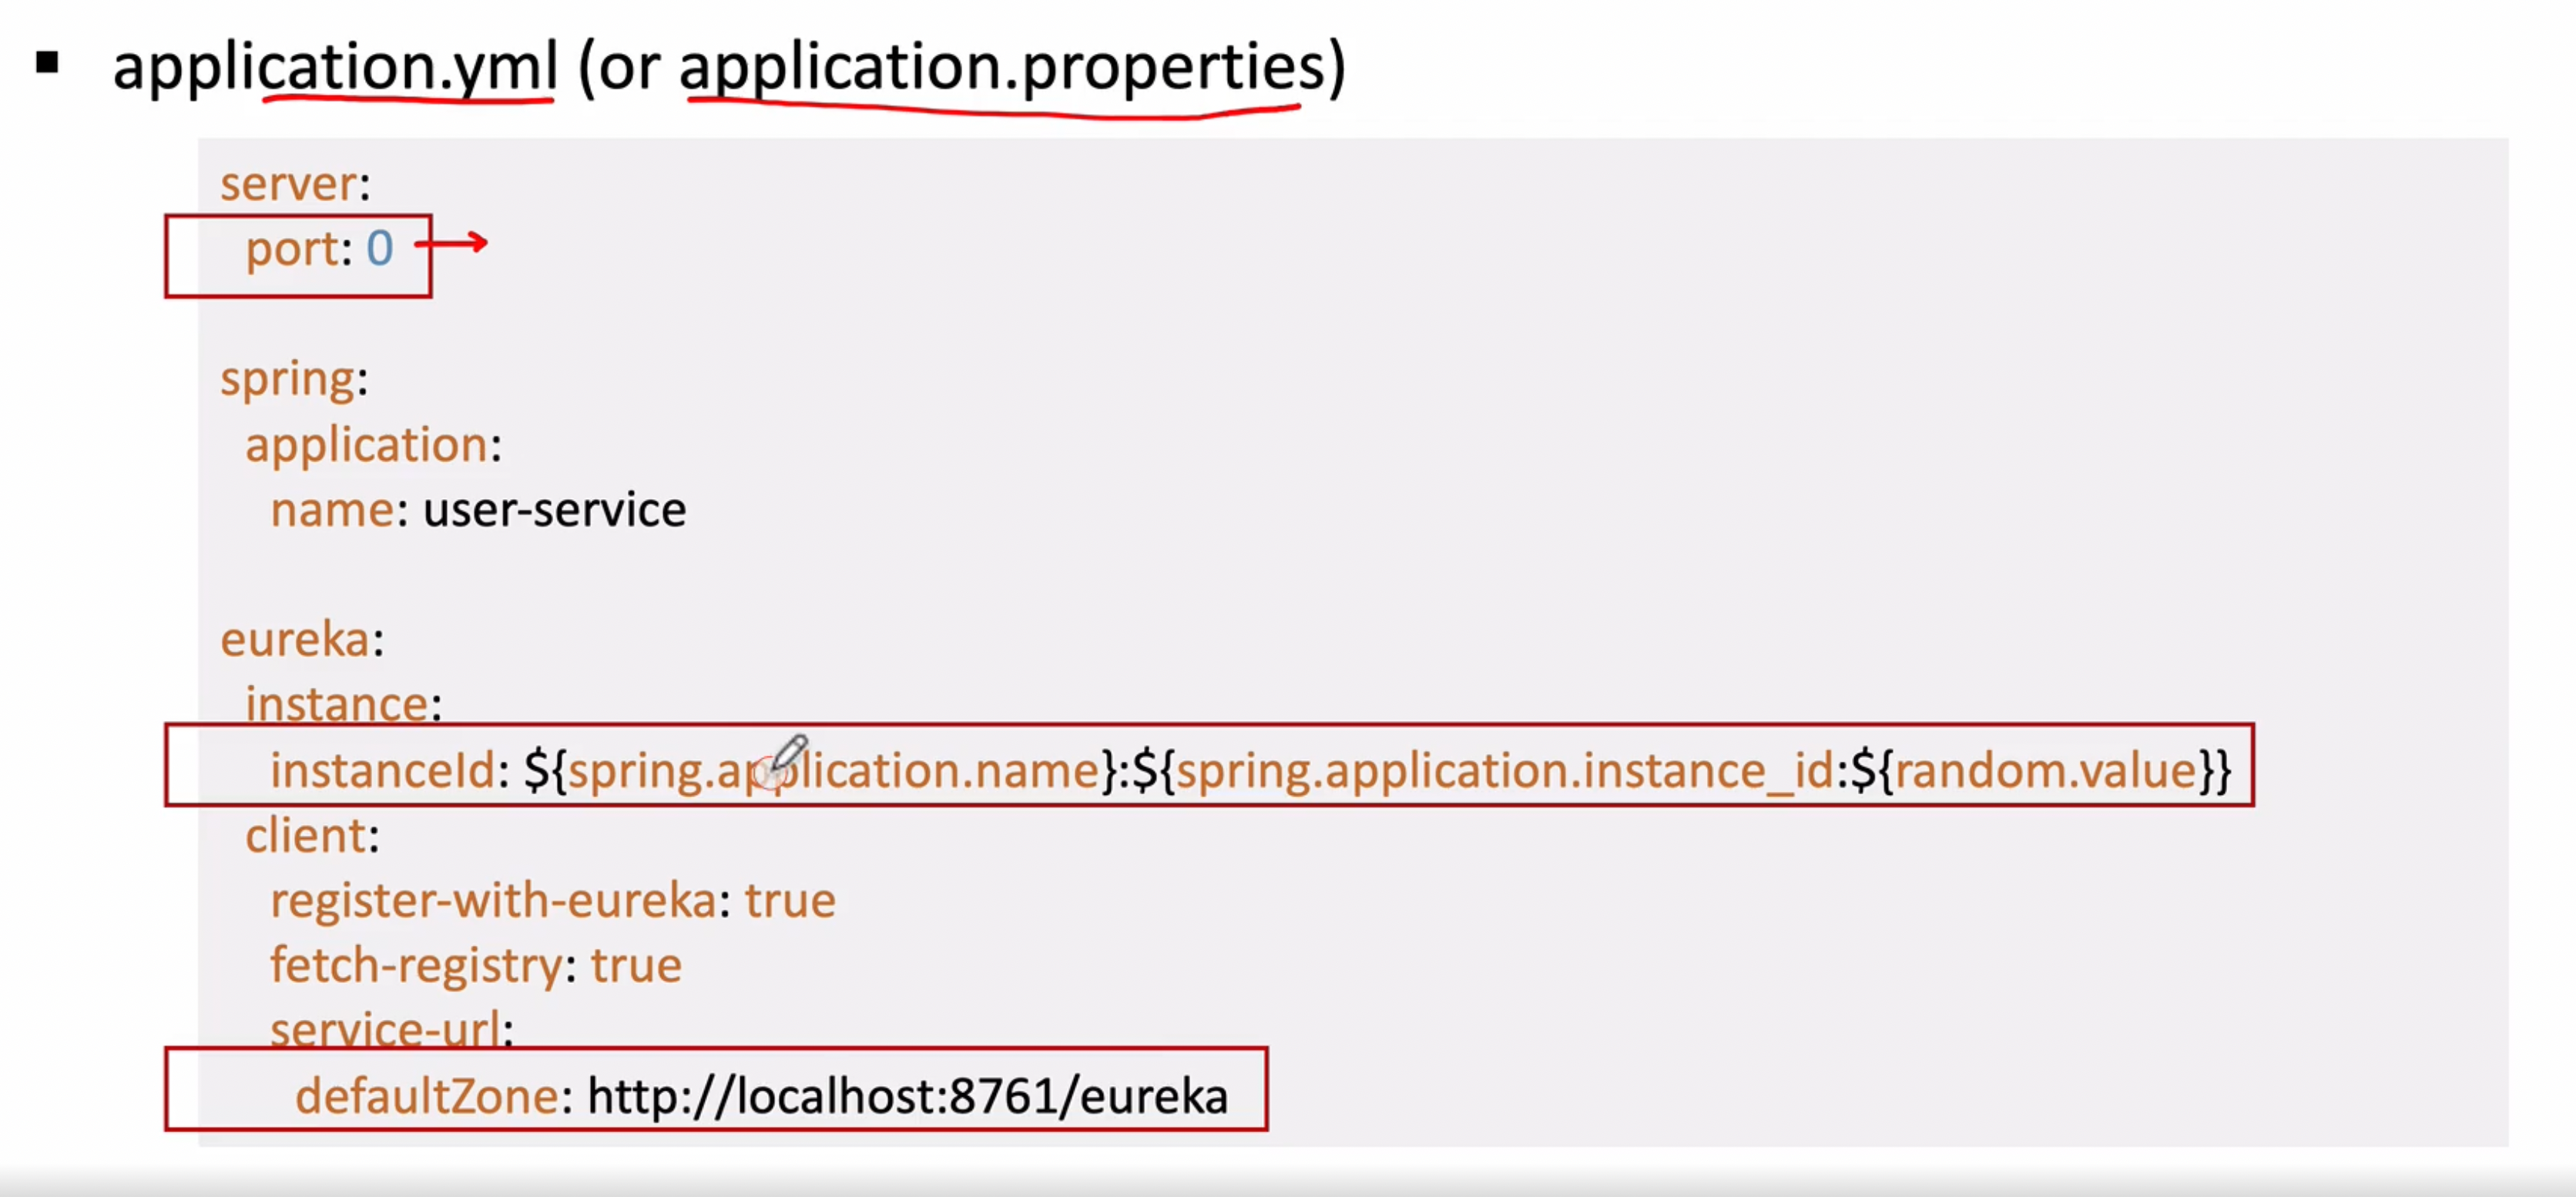 ▪ application.yml (or application.properties)
server:
port: 0
spring:
application:
name: user-service
eureka:
instance:
instanceId: ${spring.application.name}:${spring.application.instance_id:${random.value}}
client:
register-with-eureka: true
fetch-registry: true
service-url:
defaultZone: http://localhost:8761/eureka